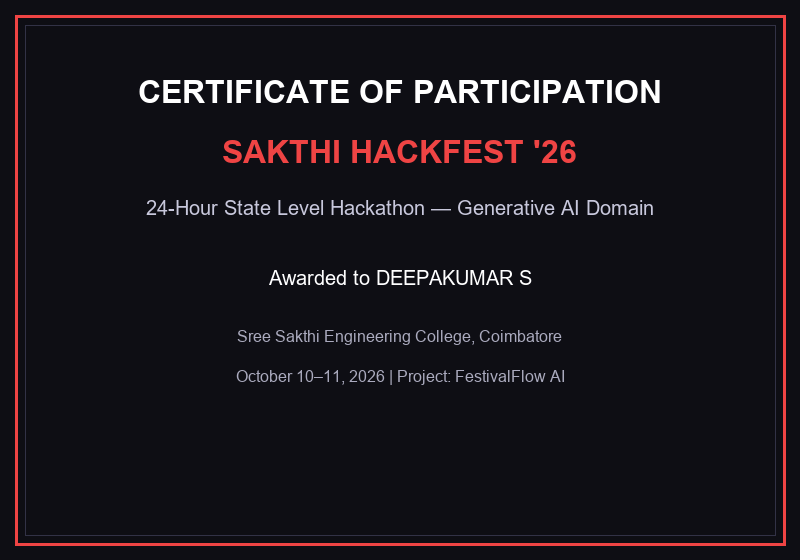 CERTIFICATE OF PARTICIPATION
SAKTHI HACKFEST '26
24-Hour State Level Hackathon — Generative AI Domain
Awarded to DEEPAKUMAR S
Sree Sakthi Engineering College, Coimbatore
October 10–11, 2026 | Project: FestivalFlow AI